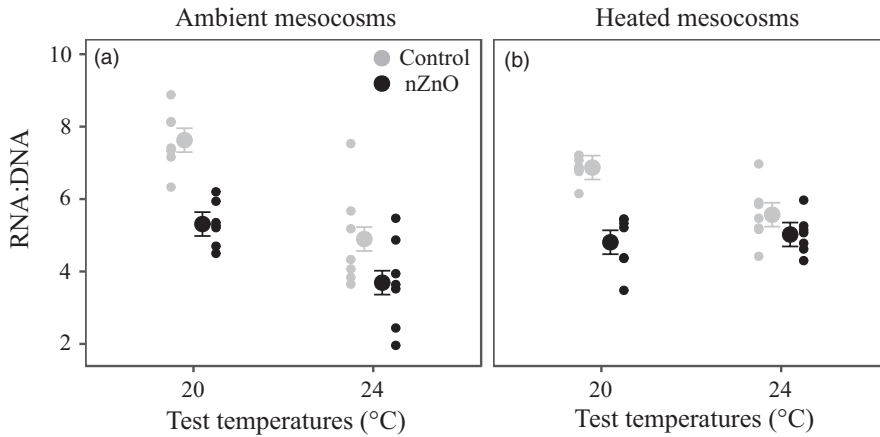 Ambient mesocosms
Heated mesocosms
(a)
Control
nZnO
(b)
RNA:DNA
10
8
6
4
2
20
24
20
24
Test temperatures (°C)
Test temperatures (°C)